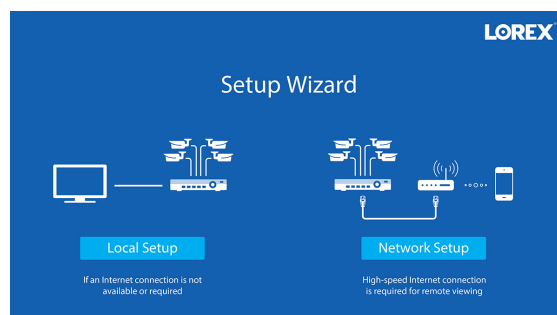 LOREX
Setup Wizard
Local Setup
If an Internet connection is not
available or required
Network Setup
High-speed Internet connection
is required for remote viewing